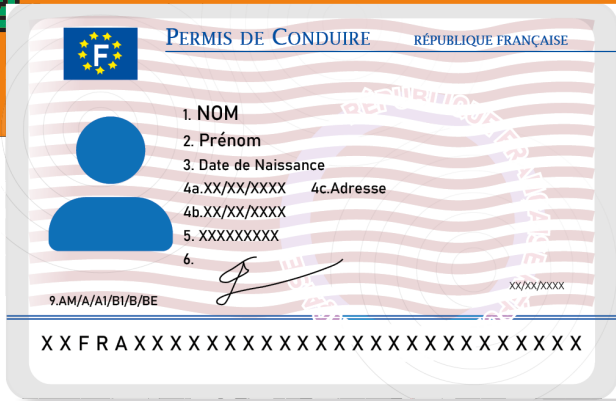 F
PERMIS DE CONDUIRE
RÉPUBLIQUE FRANÇAISE
1. NOM
2. Prénom
3. Date de Naissance
4a.XX/XX/XXXX 4c.Adresse
4b.XX/XX/XXXX
5. XXXXXXXXX
6.
XX/XX/XXXX
9.AM/A/A1/B1/B/BE
XXFRAXXXXXXXXXXXXXXXXXXXXXXXXX